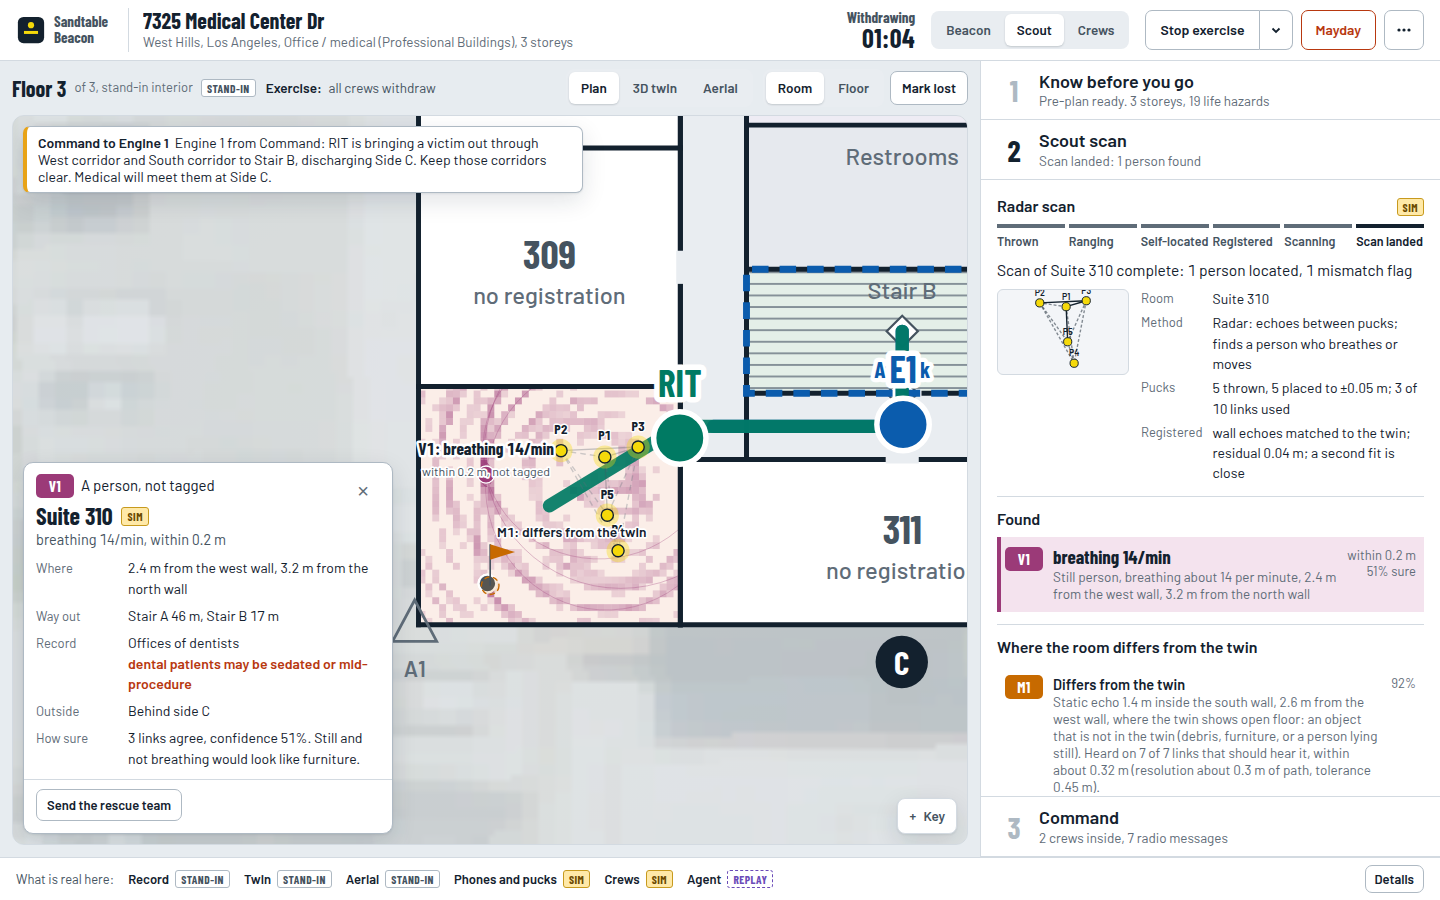 Sandtable
Beacon
7325 Medical Center Dr
West Hills, Los Angeles, Office / medical (Professional Buildings), 3 storeys
Withdrawing
01:04
Beacon
Scout
Crews
Stop exercise
Mayday
Floor 3
of 3, stand-in interior
STAND-IN
Exercise: all crews withdraw
Plan
3D twin
Aerial
Room
Floor
Mark lost
Command to Engine 1 Engine 1 from Command: RIT is bringing a victim out through
West corridor and South corridor to Stair B, discharging Side C. Keep those corridors
clear. Medical will meet them at Side C.
Restrooms
309
no registration
Stair B
A E1 k
RIT
P2
P1
P3
V1: breathing 14/min
within 0.2 m, not tagged
P5
M1: differs from the twin
311
no registratio
A1
C
V1
A person, not tagged
Suite 310
SIM
breathing 14/min, within 0.2 m
Where
2.4 m from the west wall, 3.2 m from the
north wall
Way out
Stair A 46 m, Stair B 17 m
Record
Offices of dentists
dental patients may be sedated or mid-
procedure
Outside
Behind side C
How sure
3 links agree, confidence 51%. Still and
not breathing would look like furniture.
Send the rescue team
+ Key
1
Know before you go
Pre-plan ready. 3 storeys, 19 life hazards
2
Scout scan
Scan landed: 1 person found
Radar scan
SIM
Thrown
Ranging
Self-located
Registered
Scanning
Scan landed
Scan of Suite 310 complete: 1 person located, 1 mismatch flag
P2
P1
P3
P5
P4
Room
Suite 310
Method
Radar: echoes between pucks;
finds a person who breathes or
moves
Pucks
5 thrown, 5 placed to ±0.05 m; 3 of
10 links used
Registered
wall echoes matched to the twin;
residual 0.04 m; a second fit is
close
Found
V1
breathing 14/min
Still person, breathing about 14 per minute, 2.4 m
from the west wall, 3.2 m from the north wall
within 0.2 m
51% sure
Where the room differs from the twin
M1
Differs from the twin
92%
Static echo 1.4 m inside the south wall, 2.6 m from the
west wall, where the twin shows open floor: an object
that is not in the twin (debris, furniture, or a person lying
still). Heard on 7 of 7 links that should hear it, within
about 0.32 m (resolution about 0.3 m of path, tolerance
0.45 m).
3
Command
2 crews inside, 7 radio messages
What is real here:
Record STAND-IN
Twin STAND-IN
Aerial STAND-IN
Phones and pucks SIM
Crews SIM
Agent REPLAY
Details